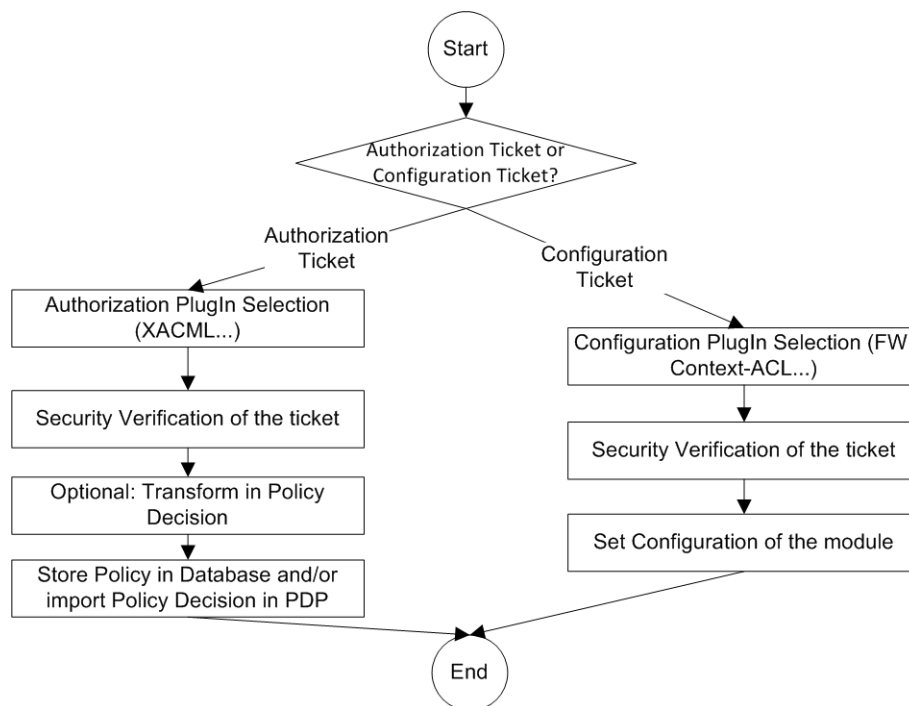 Start
Authorization Ticket or
Configuration Ticket?
Authorization
Ticket
Configuration
Ticket
Authorization PlugIn Selection
(XACML...)
Security Verification of the ticket
Optional: Transform in Policy
Decision
Store Policy in Database and/or
import Policy Decision in PDP
Configuration PlugIn Selection (FW
Context-ACL...)
Security Verification of the ticket
Set Configuration of the module
End